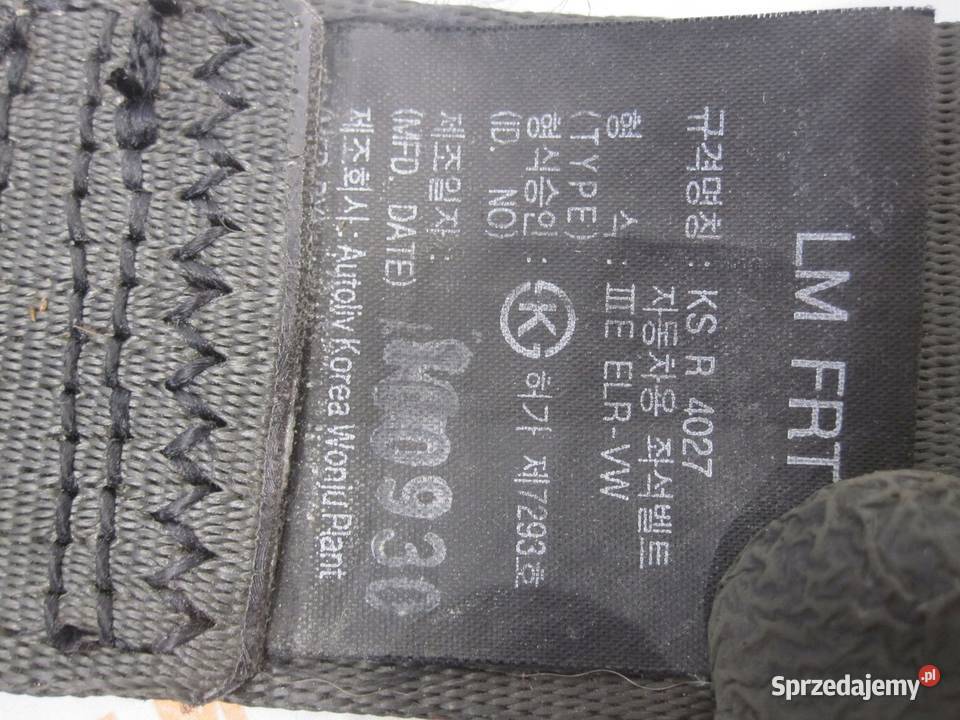 LM FRT
규격명칭 : KS R 4027
자동차용 좌석벨트
형 식 : III E ELR-VW
(TYPE)
형식승인 : K 허가 제7293호
(ID. NO)
제조일자 :
(MFD. DATE)
제조회사 : Autoliv Korea Wonju Plant
Sprzedajemy.pl